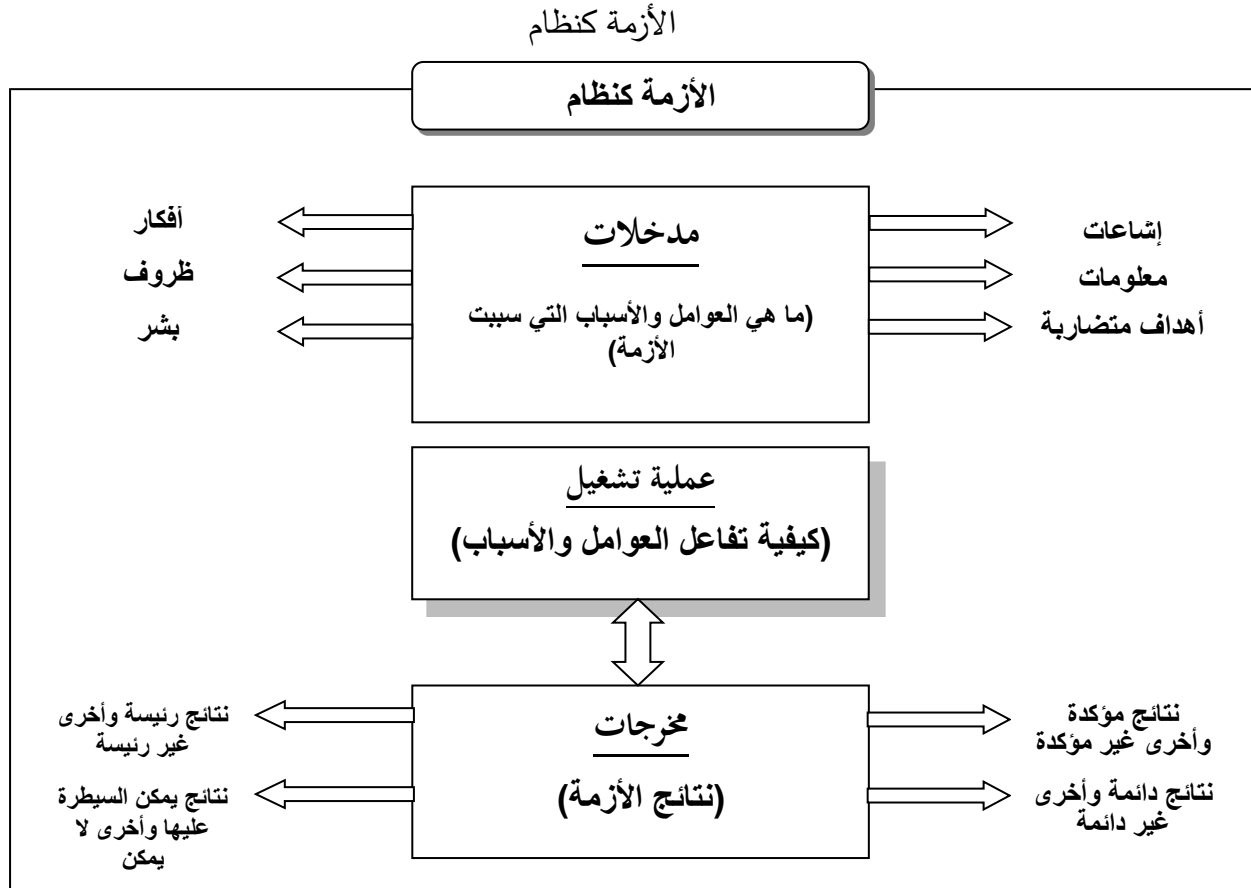 الأزمة كنظام
الأزمة كنظام
مدخلات
(ما هي العوامل والأسباب التي سببت
الأزمة)
إشاعات
معلومات
أهداف متضاربة
أفكار
ظروف
بشر
عملية تشغيل
(كيفية تفاعل العوامل والأسباب)
مخرجات
(نتائج الأزمة)
نتائج مؤكدة
وأخرى غير مؤكدة
نتائج دائمة وأخرى
غير دائمة
نتائج رئيسة وأخرى
غير رئيسة
نتائج يمكن السيطرة
عليها وأخرى لا
يمكن